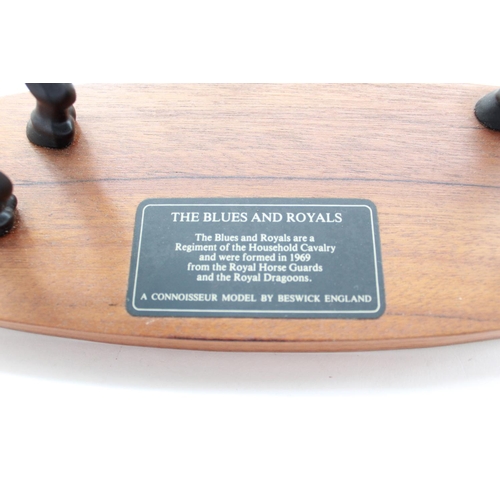 THE BLUES AND ROYALS
The Blues and Royals are a
Regiment of the Household Cavalry
and were formed in 1969
from the Royal Horse Guards
and the Royal Dragoons.
A CONNOISSEUR MODEL BY BESWICK ENGLAND